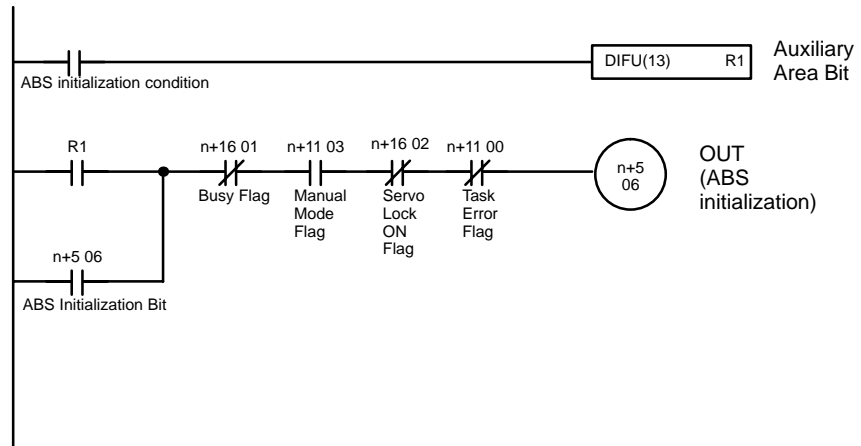 ABS initialization condition
DIFU(13) R1
Auxiliary
Area Bit
R1
n+16 01
n+11 03
n+16 02
n+11 00
Busy Flag
Manual
Mode
Flag
Servo
Lock
ON
Flag
Task
Error
Flag
n+5
06
OUT
(ABS
initialization)
n+5 06
ABS Initialization Bit